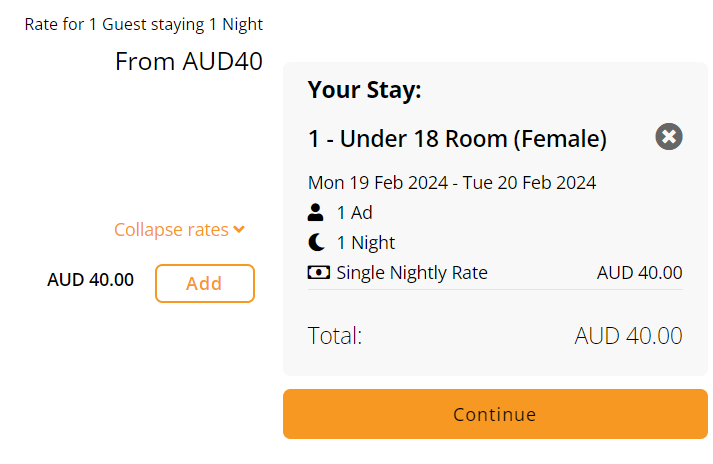 Rate for 1 Guest staying 1 Night
From AUD40
Collapse rates
AUD 40.00
Add
Your Stay:
1 - Under 18 Room (Female)
Mon 19 Feb 2024 - Tue 20 Feb 2024
1 Ad
1 Night
Single Nightly Rate AUD 40.00
Total: AUD 40.00
Continue